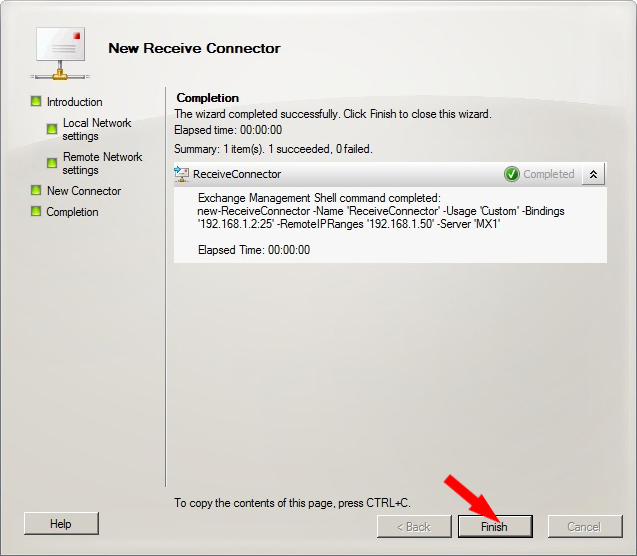 New Receive Connector
Introduction
Local Network
settings
Remote Network
settings
New Connector
Completion
Completion
The wizard completed successfully. Click Finish to close this wizard.
Elapsed time: 00:00:00
Summary: 1 item(s). 1 succeeded, 0 failed.
ReceiveConnector
Completed
Exchange Management Shell command completed:
new-ReceiveConnector -Name 'ReceiveConnector' -Usage 'Custom' -Bindings
'192.168.1.2:25' -RemoteIPRanges '192.168.1.50' -Server 'MX1'
Elapsed Time: 00:00:00
To copy the contents of this page, press CTRL+C.
Help
< Back
Finish
Cancel